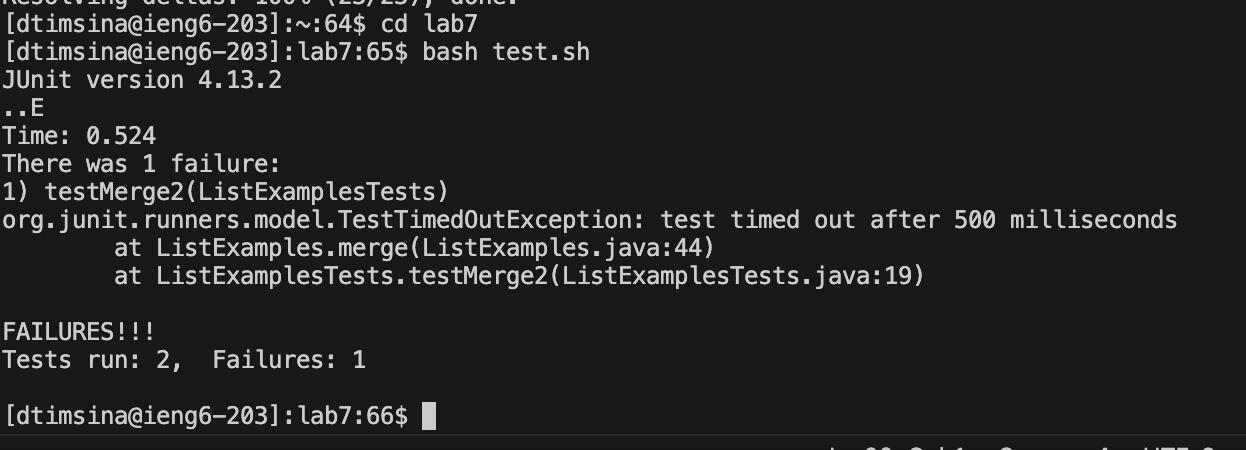 Resolving deltas: 100% (23/23), done.
[dtimsina@ieng6-203]:~:64$ cd lab7
[dtimsina@ieng6-203]:lab7:65$ bash test.sh
JUnit version 4.13.2
..E
Time: 0.524
There was 1 failure:
1) testMerge2(ListExamplesTests)
org.junit.runners.model.TestTimedOutException: test timed out after 500 milliseconds
        at ListExamples.merge(ListExamples.java:44)
        at ListExamplesTests.testMerge2(ListExamplesTests.java:19)
FAILURES!!!
Tests run: 2,  Failures: 1
[dtimsina@ieng6-203]:lab7:66$